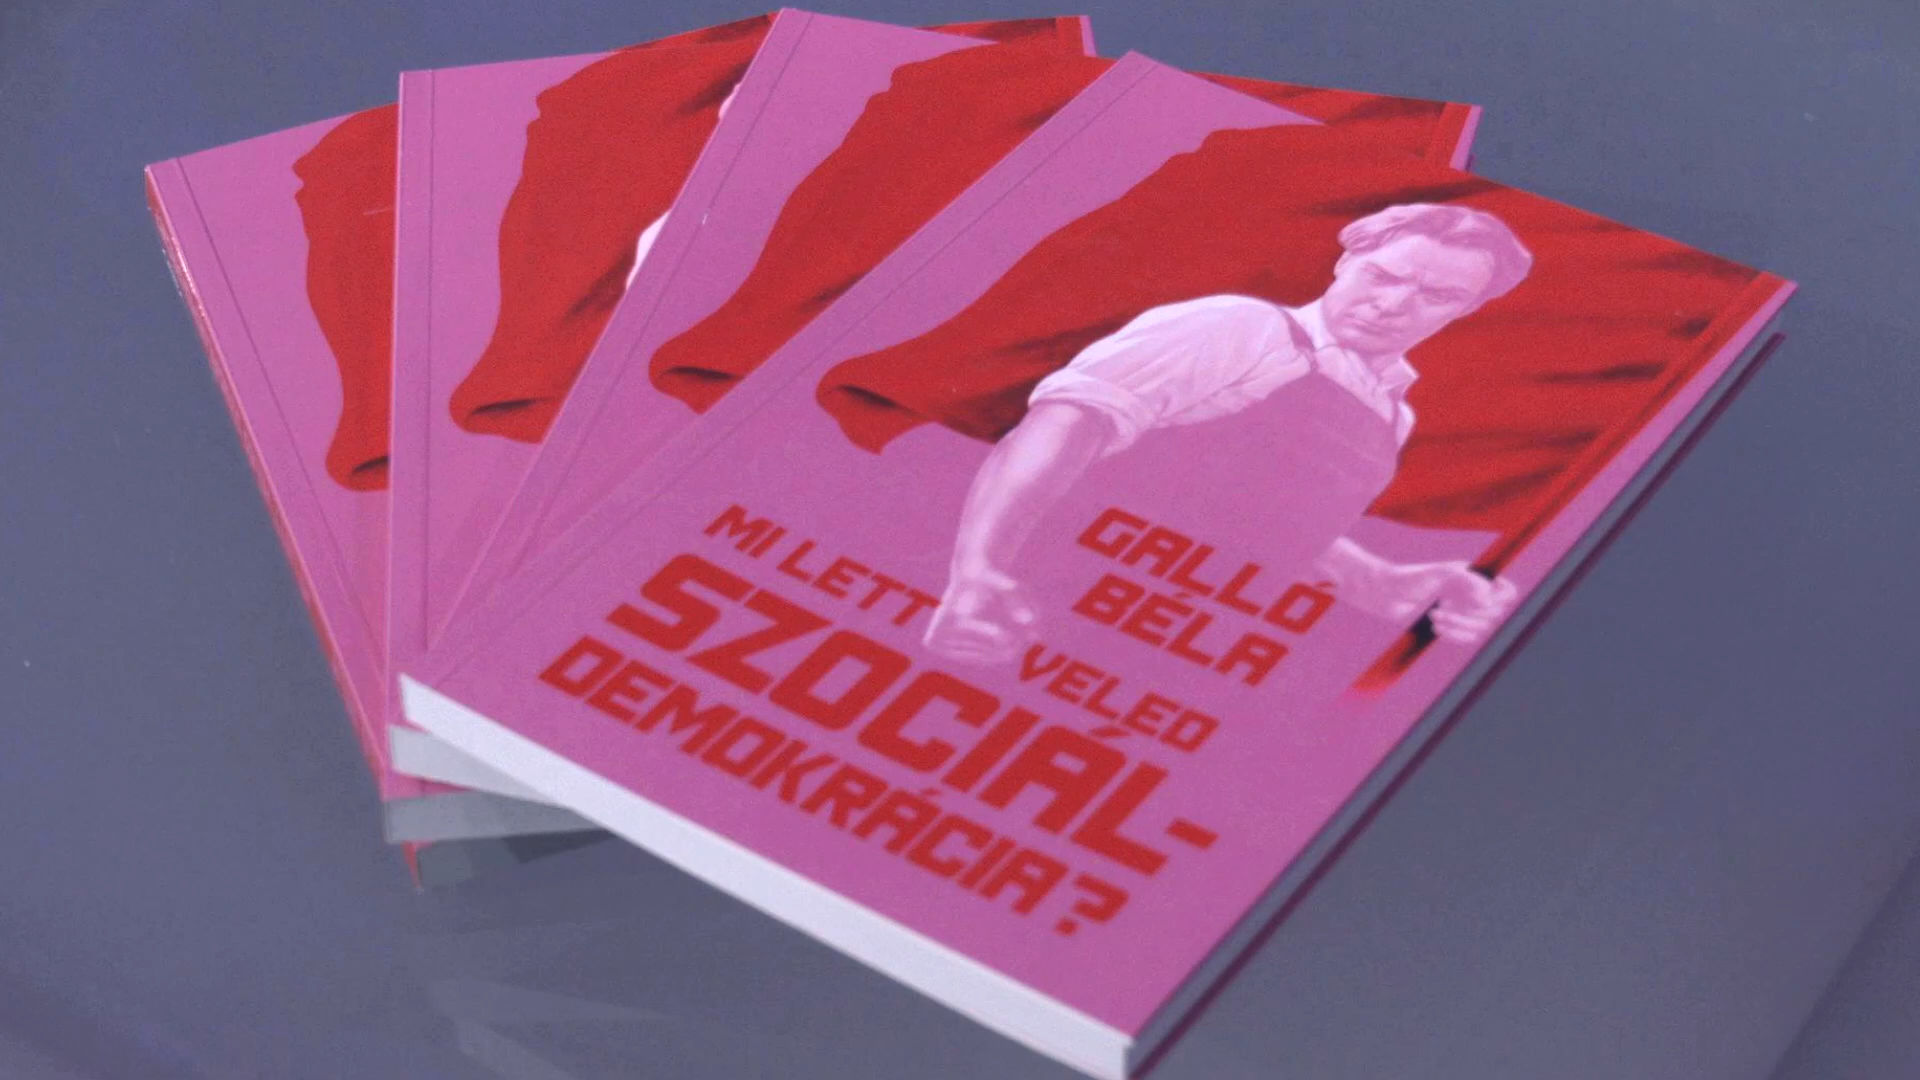 GALLÓ
BÉLA
MI LETT VELED
SZOCIÁL-
DEMOKRÁCIA?